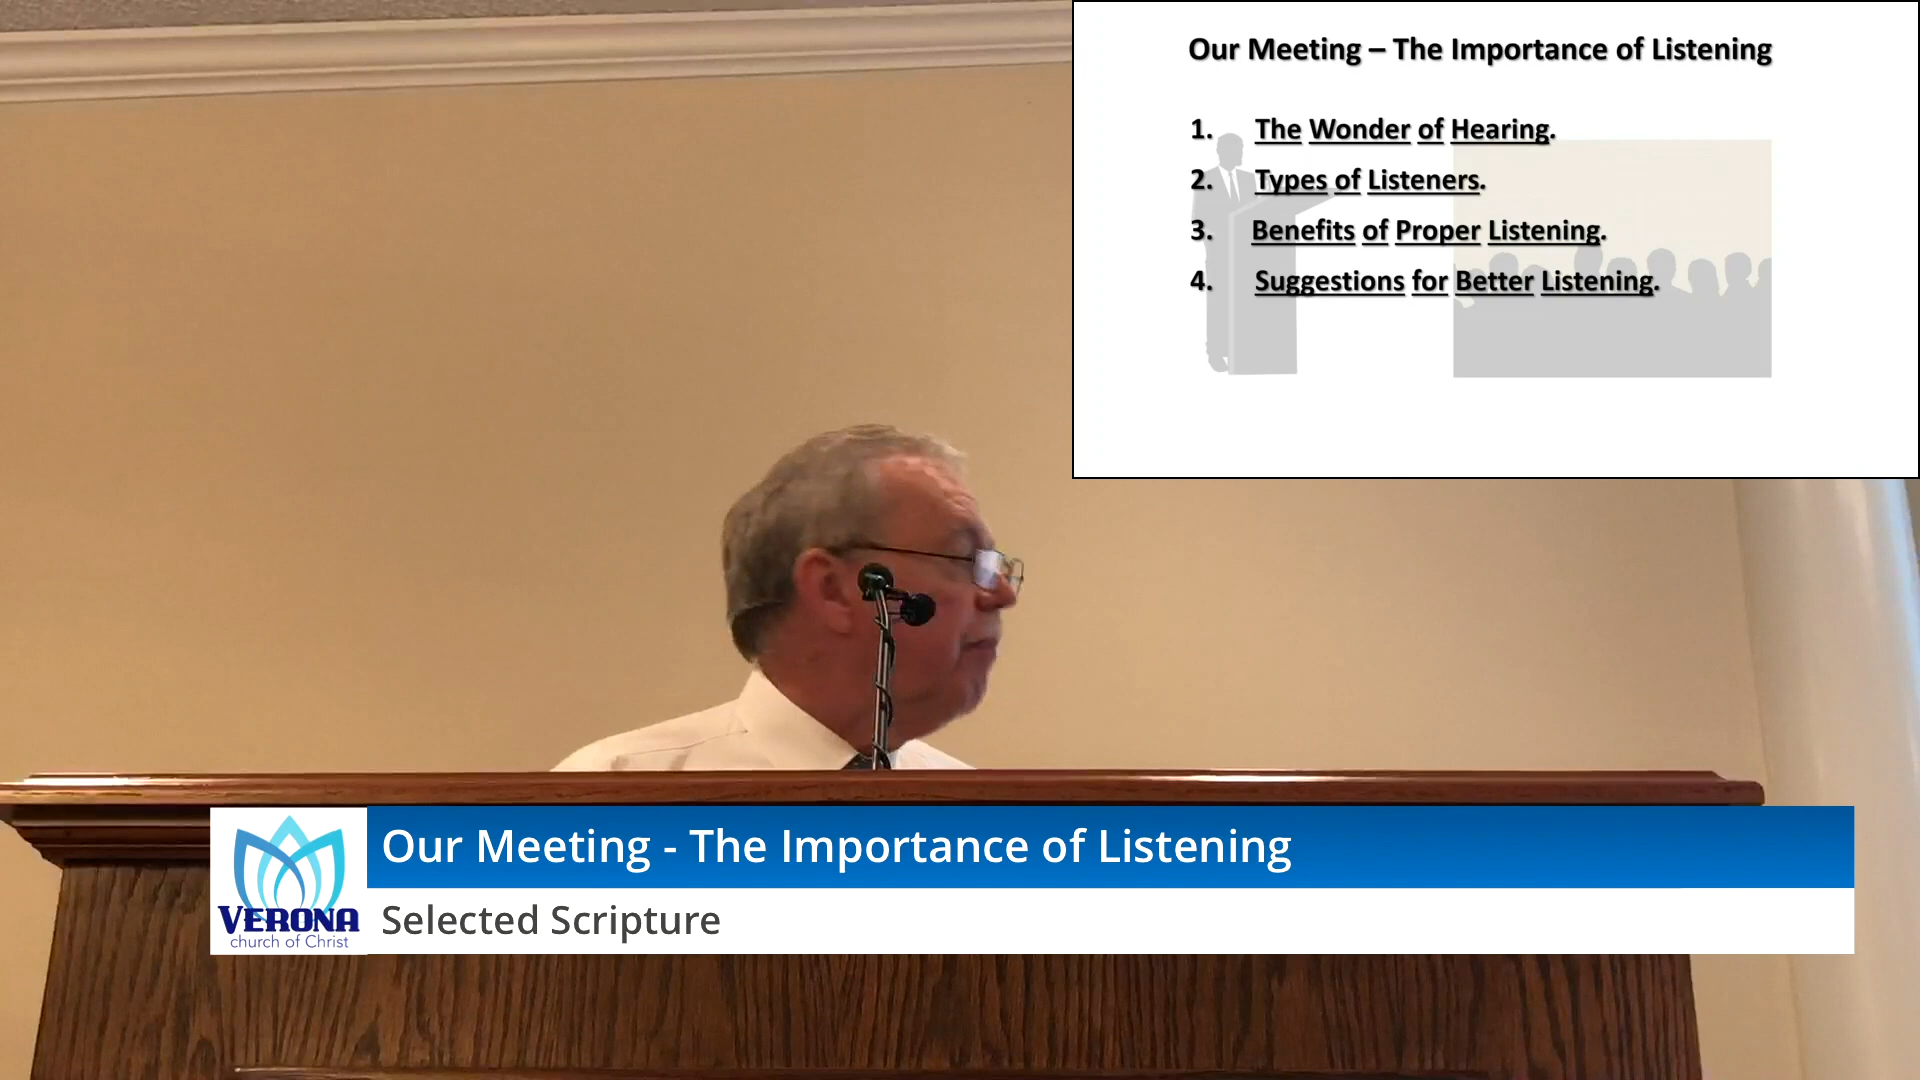 Our Meeting – The Importance of Listening
1. The Wonder of Hearing.
2. Types of Listeners.
3. Benefits of Proper Listening.
4. Suggestions for Better Listening.
Our Meeting - The Importance of Listening
VERONA
church of Christ
Selected Scripture